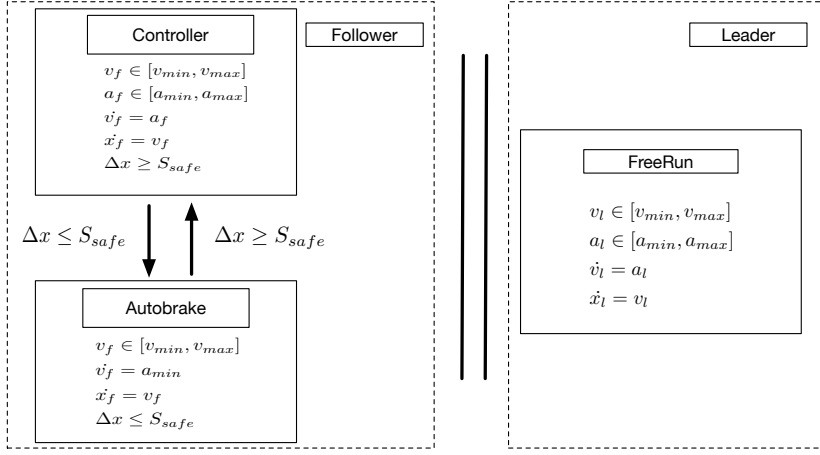 Controller
v_f ∈ [v_min, v_max]
a_f ∈ [a_min, a_max]
v̇_f = a_f
ẋ_f = v_f
Δx ≥ S_safe
Follower
Δx ≤ S_safe
Δx ≥ S_safe
Autobrake
v_f ∈ [v_min, v_max]
v̇_f = a_min
ẋ_f = v_f
Δx ≤ S_safe
Leader
FreeRun
v_l ∈ [v_min, v_max]
a_l ∈ [a_min, a_max]
v̇_l = a_l
ẋ_l = v_l